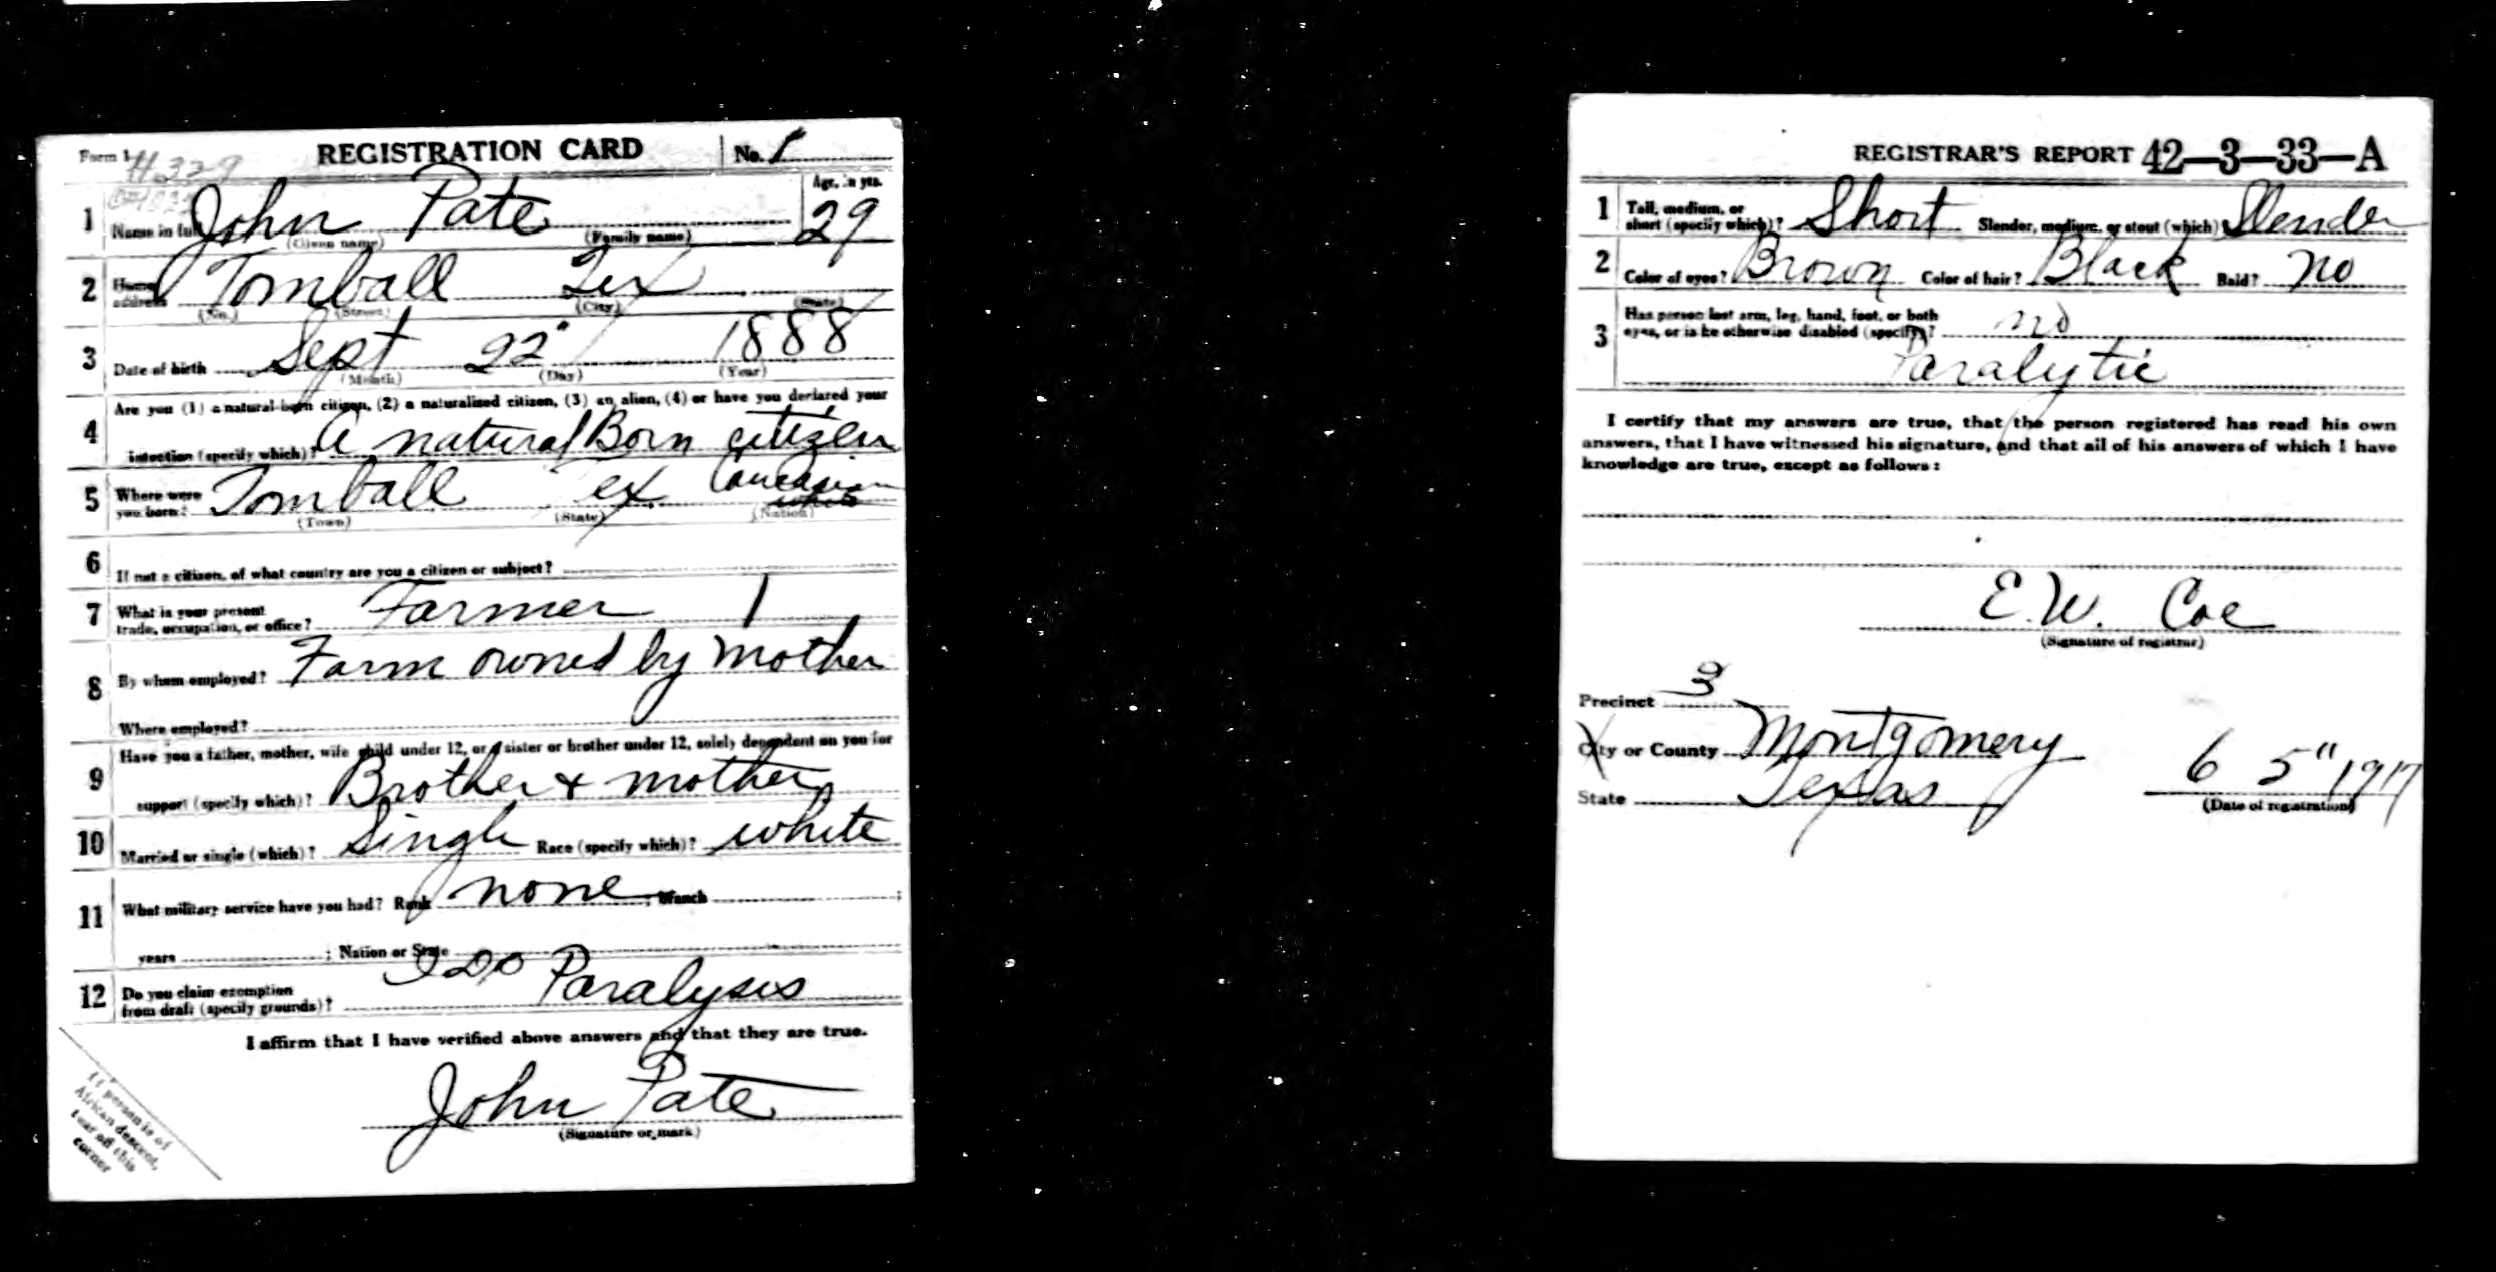 Form 1 H329 REGISTRATION CARD No. 1
1 Name in full John Pate Age, in yrs. 29
(Given name) (Family name)
2 Home address Tomball Tex
(No.) (Street) (City) (State)
3 Date of birth Sept 22" 1888
(Month) (Day) (Year)
Are you (1) a natural-born citizen, (2) a naturalized citizen, (3) an alien, (4) or have you declared your
4 intention (specify which)? A natural Born citizen
5 Where were you born? Tomball Tex Caucasian white
(Town) (State) (Nation)
6 If not a citizen, of what country are you a citizen or subject?
7 What is your present trade, occupation, or office? Farmer 1
8 By whom employed? Farm owned by Mother
Where employed?
Have you a father, mother, wife child under 12, or a sister or brother under 12, solely dependent on you for
9 support (specify which)? Brother & mother
10 Married or single (which)? Single Race (specify which)? white
11 What military service have you had? Rank none ; Branch ;
years ; Nation or State
12 Do you claim exemption from draft (specify grounds)? I do Paralysis
I affirm that I have verified above answers and that they are true.
John Pate
(Signature or mark)
If person is of
African descent,
tear off this
corner
REGISTRAR'S REPORT 42—3—33—A
1 Tall, medium, or short (specify which)? Short Slender, medium, or stout (which)? Slender
2 Color of eyes? Brown Color of hair? Black Bald? No
3 Has person lost arm, leg, hand, foot, or both
eyes, or is he otherwise disabled (specify)? no
Paralytic
I certify that my answers are true, that the person registered has read his own
answers, that I have witnessed his signature, and that all of his answers of which I have
knowledge are true, except as follows:
E.W. Coe
(Signature of registrar)
Precinct 3
City or County Montgomery
State Texas 6 5" 1917
(Date of registration)